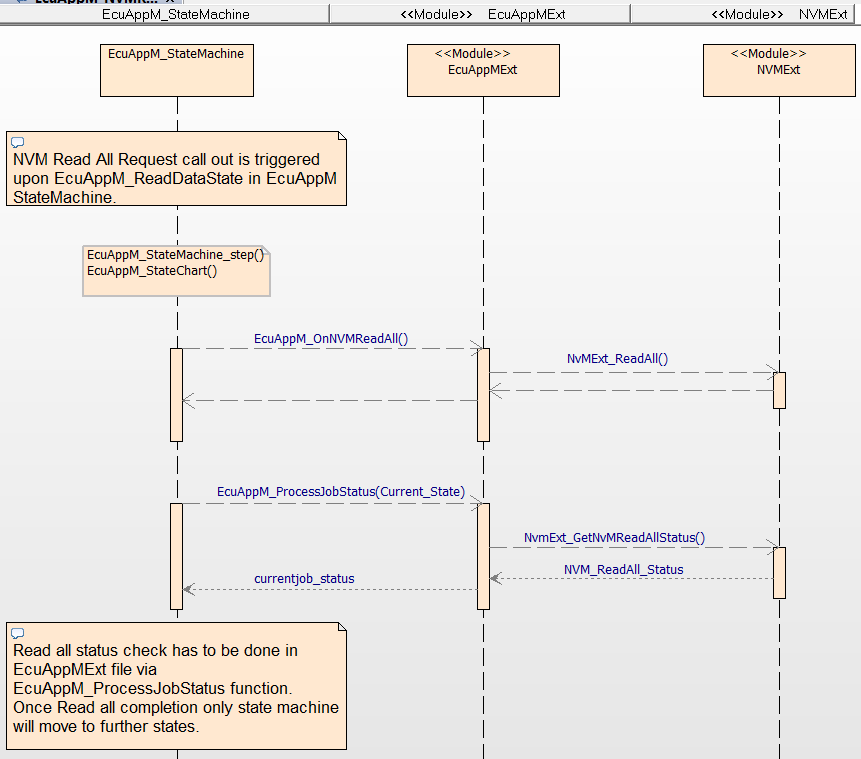 EcuAppM_StateMachine
<<Module>> EcuAppMExt
<<Module>> NVMExt
EcuAppM_StateMachine
<<Module>>
EcuAppMExt
<<Module>>
NVMExt
NVM Read All Request call out is triggered
upon EcuAppM_ReadDataState in EcuAppM
StateMachine.
EcuAppM_StateMachine_step()
EcuAppM_StateChart()
EcuAppM_OnNVMReadAll()
NvMExt_ReadAll()
EcuAppM_ProcessJobStatus(Current_State)
NvmExt_GetNvMReadAllStatus()
NVM_ReadAll_Status
currentjob_status
Read all status check has to be done in
EcuAppMExt file via
EcuAppM_ProcessJobStatus function.
Once Read all completion only state machine
will move to further states.